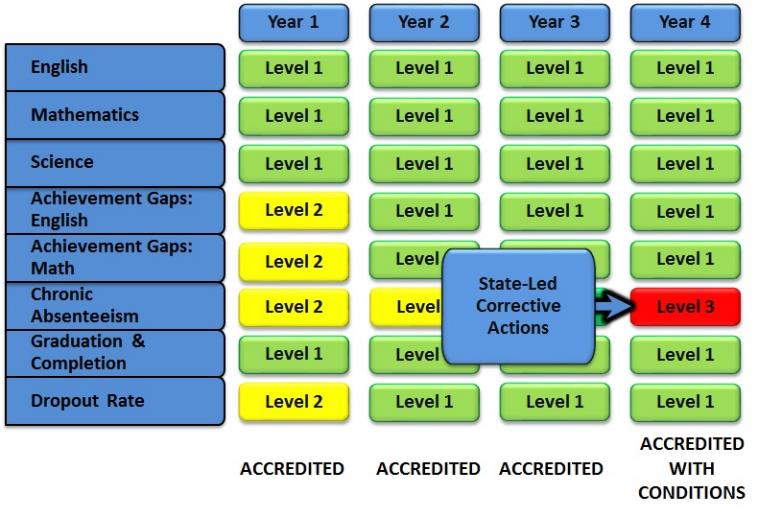 Year 1 Year 2 Year 3 Year 4
English Level 1 Level 1 Level 1 Level 1
Mathematics Level 1 Level 1 Level 1 Level 1
Science Level 1 Level 1 Level 1 Level 1
Achievement Gaps:
English Level 2 Level 1 Level 1 Level 1
Achievement Gaps:
Math Level 2 Level Level 1
Chronic
Absenteeism Level 2 Level Level 3
State-Led
Corrective
Actions
Graduation &
Completion Level 1 Level Level 1
Dropout Rate Level 2 Level 1 Level 1 Level 1
ACCREDITED ACCREDITED ACCREDITED ACCREDITED
WITH
CONDITIONS